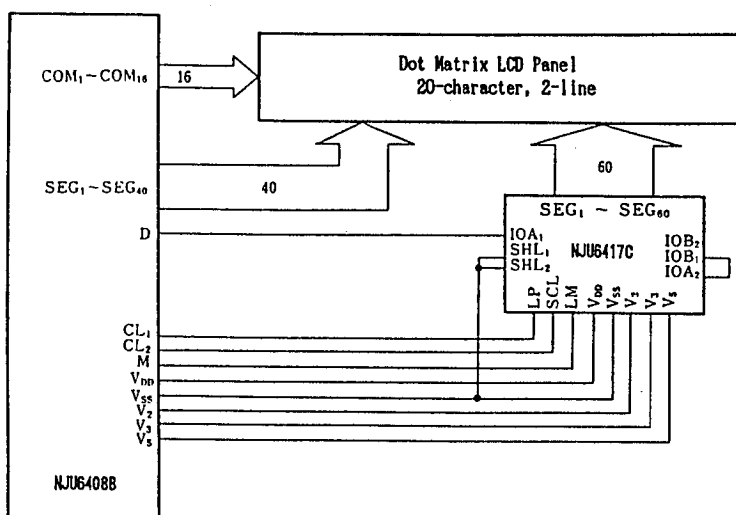 COM₁~COM₁₆
16
Dot Matrix LCD Panel
20-character, 2-line
SEG₁~SEG₄₀
40
60
SEG₁ ~ SEG₆₀
D
IOA₁
SHL₁
SHL₂
NJU6417C
IOB₂
IOB₁
IOA₂
LP
SCL
LM
V_DD
V_SS
V₂
V₃
V₅
CL₁
CL₂
M
V_DD
V_SS
V₂
V₃
V₅
NJU6408B